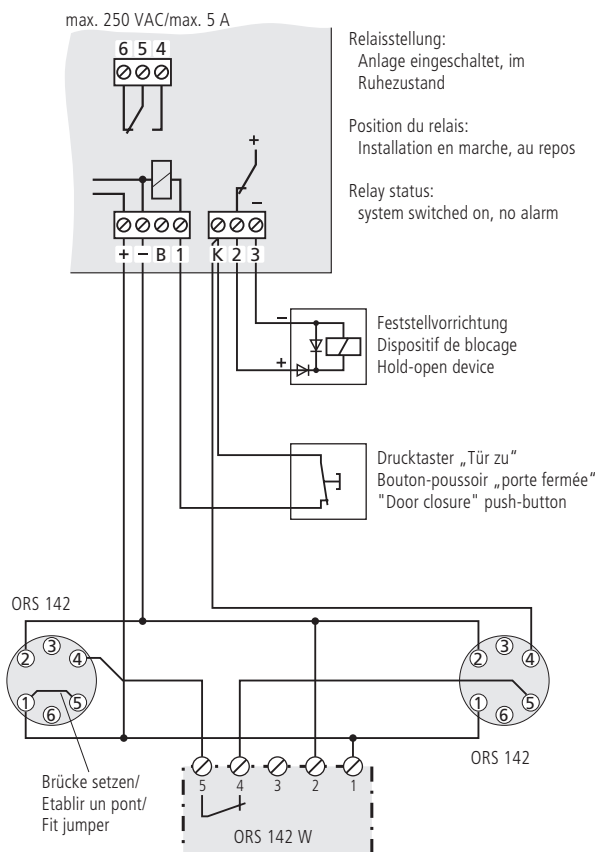 max. 250 VAC/max. 5 A
6 5 4
Relaisstellung:
Anlage eingeschaltet, im
Ruhezustand
Position du relais:
Installation en marche, au repos
Relay status:
system switched on, no alarm
+
–
+ – B 1 K 2 3
–
+
Feststellvorrichtung
Dispositif de blocage
Hold-open device
Drucktaster „Tür zu“
Bouton-poussoir „porte fermée“
"Door closure" push-button
ORS 142
2 3 4
1 6 5
2 3 4
1 6 5
ORS 142
Brücke setzen/
Etablir un pont/
Fit jumper
5 4 3 2 1
ORS 142 W